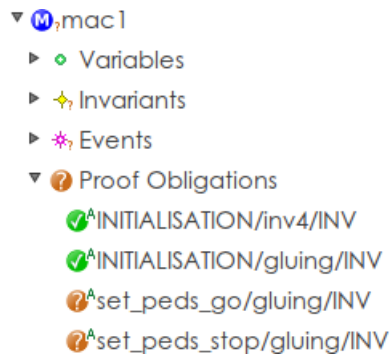 mac1
Variables
Invariants
Events
Proof Obligations
A INITIALISATION/inv4/INV
A INITIALISATION/gluing/INV
A set_peds_go/gluing/INV
A set_peds_stop/gluing/INV